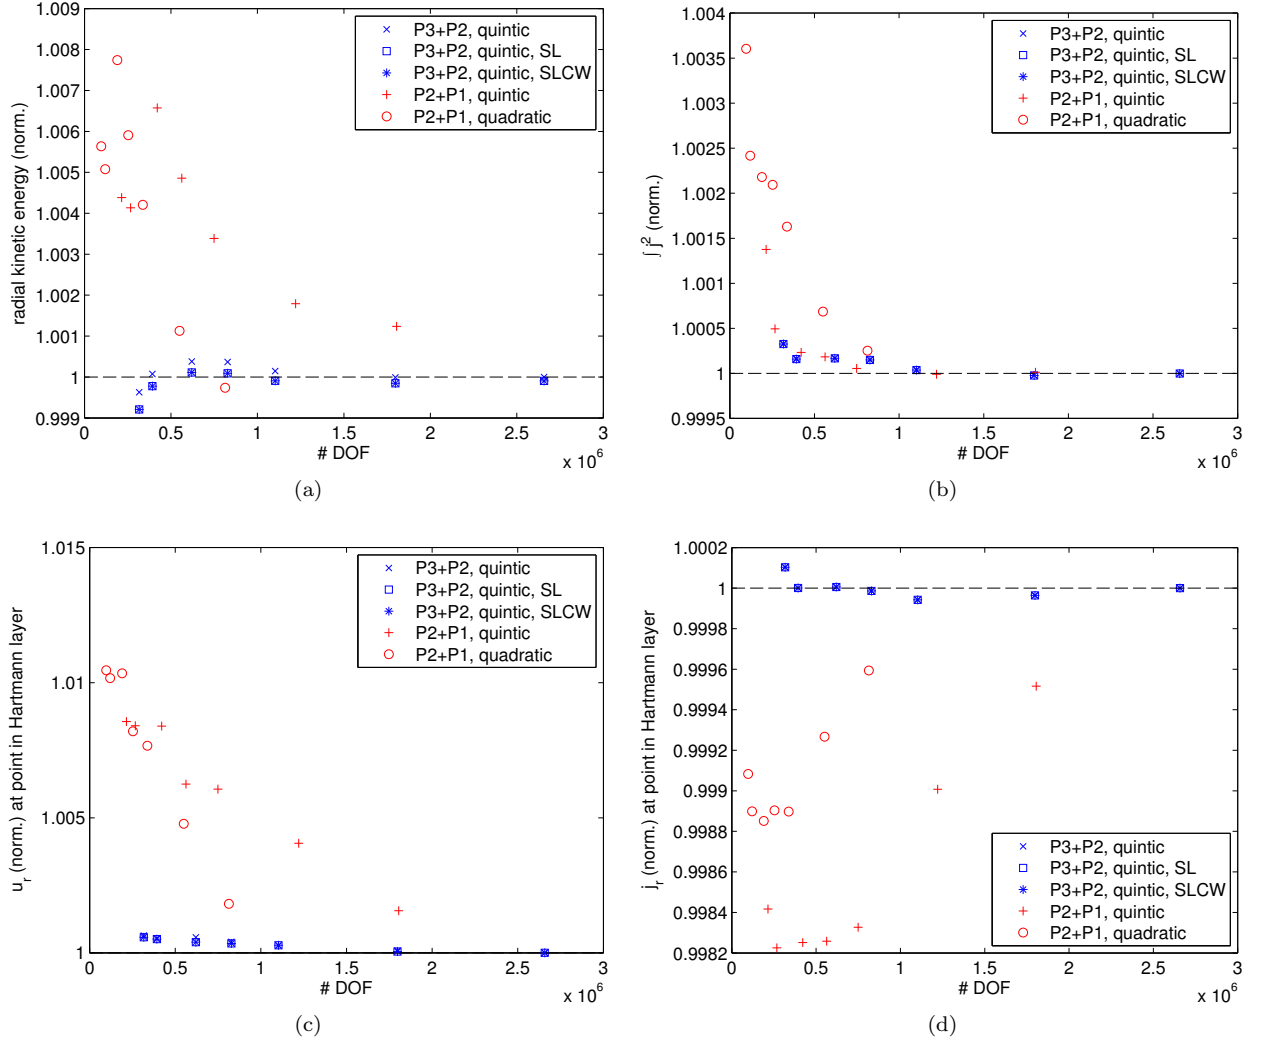 1.009
1.008
1.007
1.006
1.005
1.004
1.003
1.002
1.001
1
0.999
radial kinetic energy (norm.)
P3+P2, quintic
P3+P2, quintic, SL
P3+P2, quintic, SLCW
P2+P1, quintic
P2+P1, quadratic
0 0.5 1 1.5 2 2.5 3
# DOF
x 10^6
(a)
1.004
1.0035
1.003
1.0025
1.002
1.0015
1.001
1.0005
1
0.9995
∫ j^2 (norm.)
P3+P2, quintic
P3+P2, quintic, SL
P3+P2, quintic, SLCW
P2+P1, quintic
P2+P1, quadratic
0 0.5 1 1.5 2 2.5 3
# DOF
x 10^6
(b)
1.015
1.01
1.005
1
u_r (norm.) at point in Hartmann layer
P3+P2, quintic
P3+P2, quintic, SL
P3+P2, quintic, SLCW
P2+P1, quintic
P2+P1, quadratic
0 0.5 1 1.5 2 2.5 3
# DOF
x 10^6
(c)
1.0002
1
0.9998
0.9996
0.9994
0.9992
0.999
0.9988
0.9986
0.9984
0.9982
j_r (norm.) at point in Hartmann layer
P3+P2, quintic
P3+P2, quintic, SL
P3+P2, quintic, SLCW
P2+P1, quintic
P2+P1, quadratic
0 0.5 1 1.5 2 2.5 3
# DOF
x 10^6
(d)